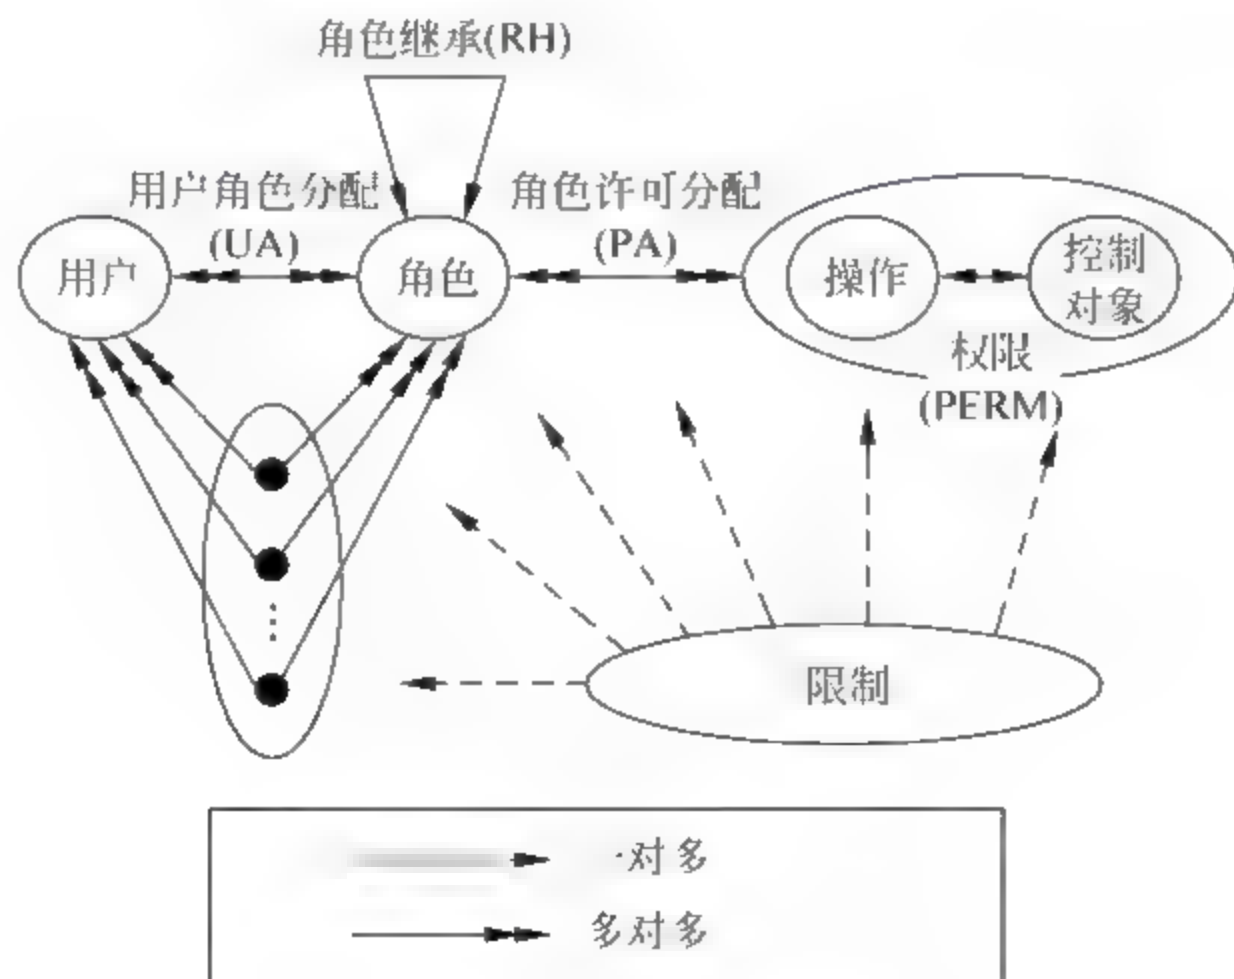 角色继承(RH)
用户角色分配
(UA)
角色许可分配
(PA)
用户
角色
操作
控制
对象
权限
(PERM)
限制
对多
多对多